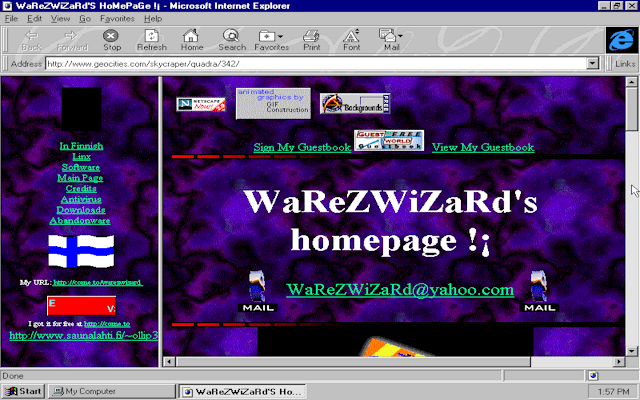 WaReZWiZaRd'S HoMePaGe !¡ - Microsoft Internet Explorer
File Edit View Go Favorites Help
Back Forward Stop Refresh Home Search Favorites Print Font Mail
Address http://www.geocities.com/skycraper/quadra/342/ Links
NETSCAPE Now!
animated graphics by
GIF
Construction
Backgrounds
GUEST FREE
WORLD
Guestbook
Sign My Guestbook View My Guestbook
In Finnish
Linx
Software
Main Page
Credits
Antivirus
Downloads
Abandonware
My URL: http://come.to/warezwizard
E V
I got it for free at http://come.to
http://www.saunalahti.fi/~ollip3
WaReZWiZaRd's
homepage !¡
MAIL WaReZWiZaRd@yahoo.com MAIL
Done
Start My Computer WaReZWiZaRd'S Ho... 1:57 PM